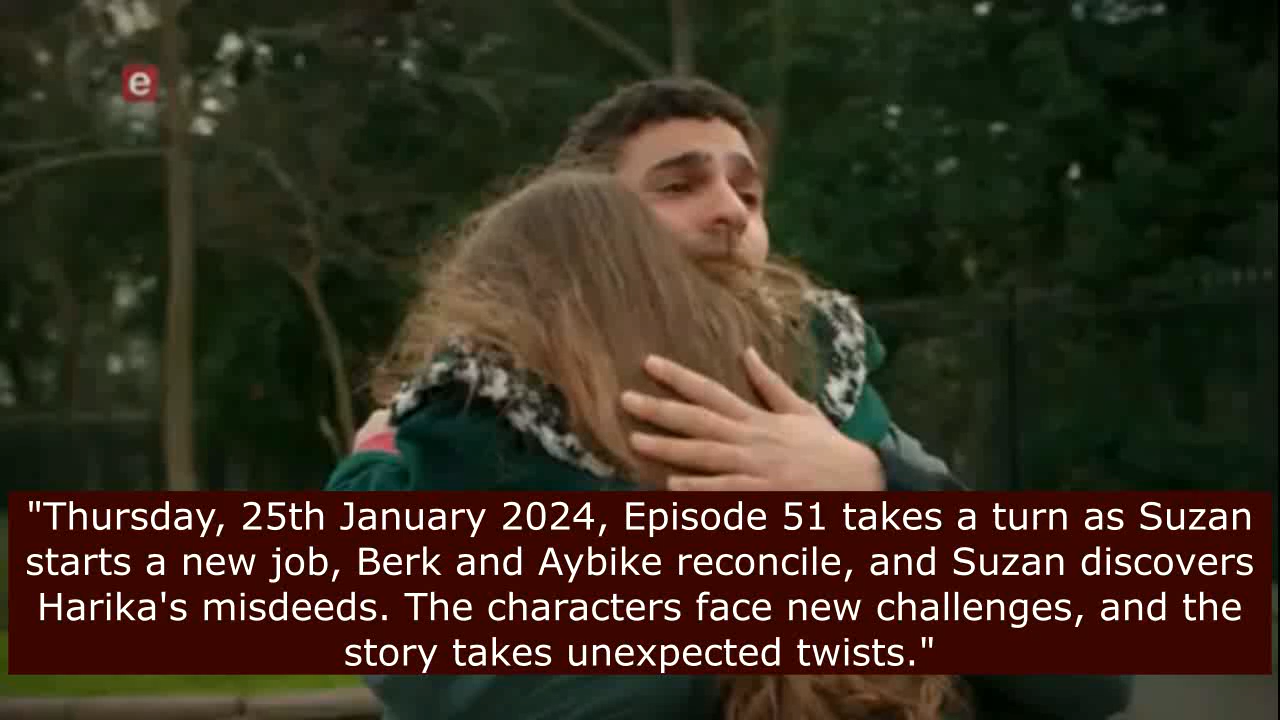 e
"Thursday, 25th January 2024, Episode 51 takes a turn as Suzan
starts a new job, Berk and Aybike reconcile, and Suzan discovers
Harika's misdeeds. The characters face new challenges, and the
story takes unexpected twists."